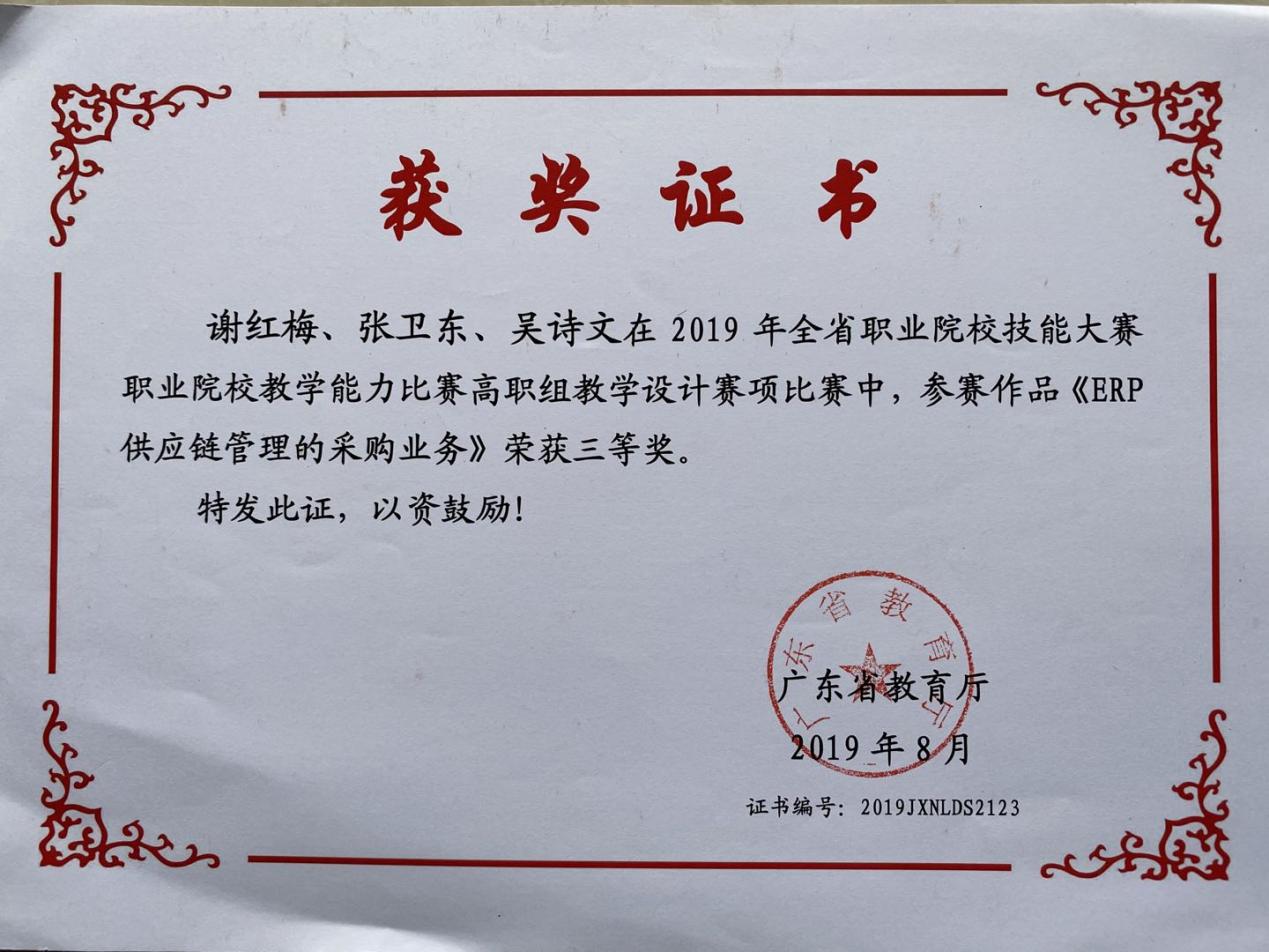 获奖证书
谢红梅、张卫东、吴诗文在 2019 年全省职业院校技能大赛
职业院校教学能力比赛高职组教学设计赛项比赛中，参赛作品《ERP
供应链管理的采购业务》荣获三等奖。
特发此证，以资鼓励！
广东省教育厅
广东省教育厅
2019 年 8 月
证书编号：2019JXNLDS2123